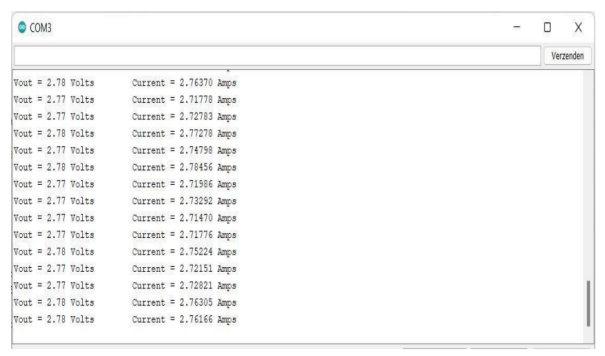 COM3
Verzenden
Vout = 2.78 Volts Current = 2.76370 Amps
Vout = 2.77 Volts Current = 2.71778 Amps
Vout = 2.77 Volts Current = 2.72783 Amps
Vout = 2.78 Volts Current = 2.77278 Amps
Vout = 2.77 Volts Current = 2.74798 Amps
Vout = 2.78 Volts Current = 2.78456 Amps
Vout = 2.77 Volts Current = 2.71986 Amps
Vout = 2.77 Volts Current = 2.73292 Amps
Vout = 2.77 Volts Current = 2.71470 Amps
Vout = 2.77 Volts Current = 2.71776 Amps
Vout = 2.78 Volts Current = 2.75224 Amps
Vout = 2.77 Volts Current = 2.72151 Amps
Vout = 2.77 Volts Current = 2.72821 Amps
Vout = 2.78 Volts Current = 2.76305 Amps
Vout = 2.78 Volts Current = 2.76166 Amps